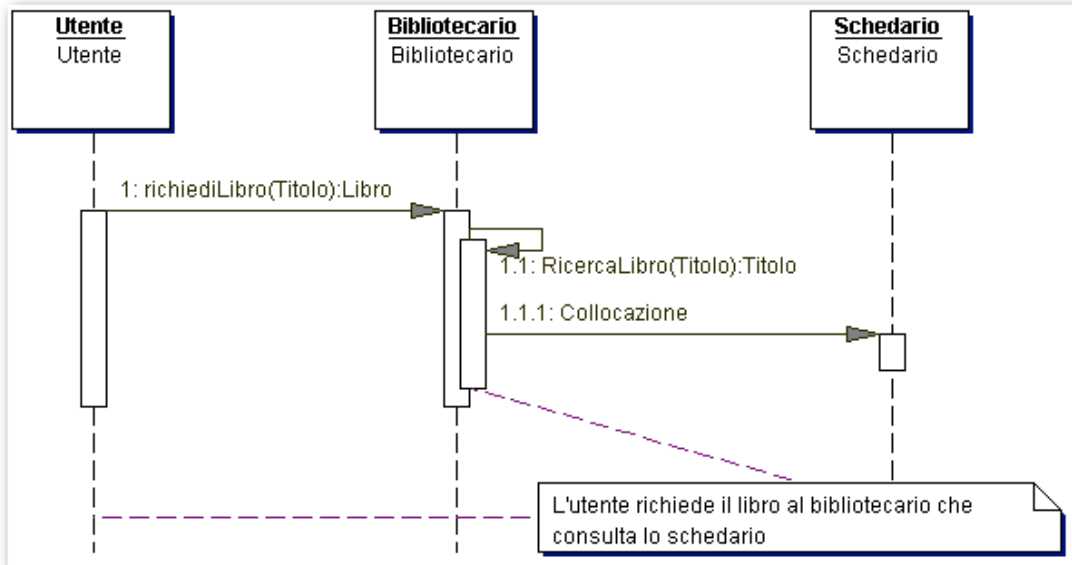 Utente
Utente
Bibliotecario
Bibliotecario
Schedario
Schedario
1: richiediLibro(Titolo):Libro
1.1: RicercaLibro(Titolo):Titolo
1.1.1: Collocazione
L'utente richiede il libro al bibliotecario che
consulta lo schedario